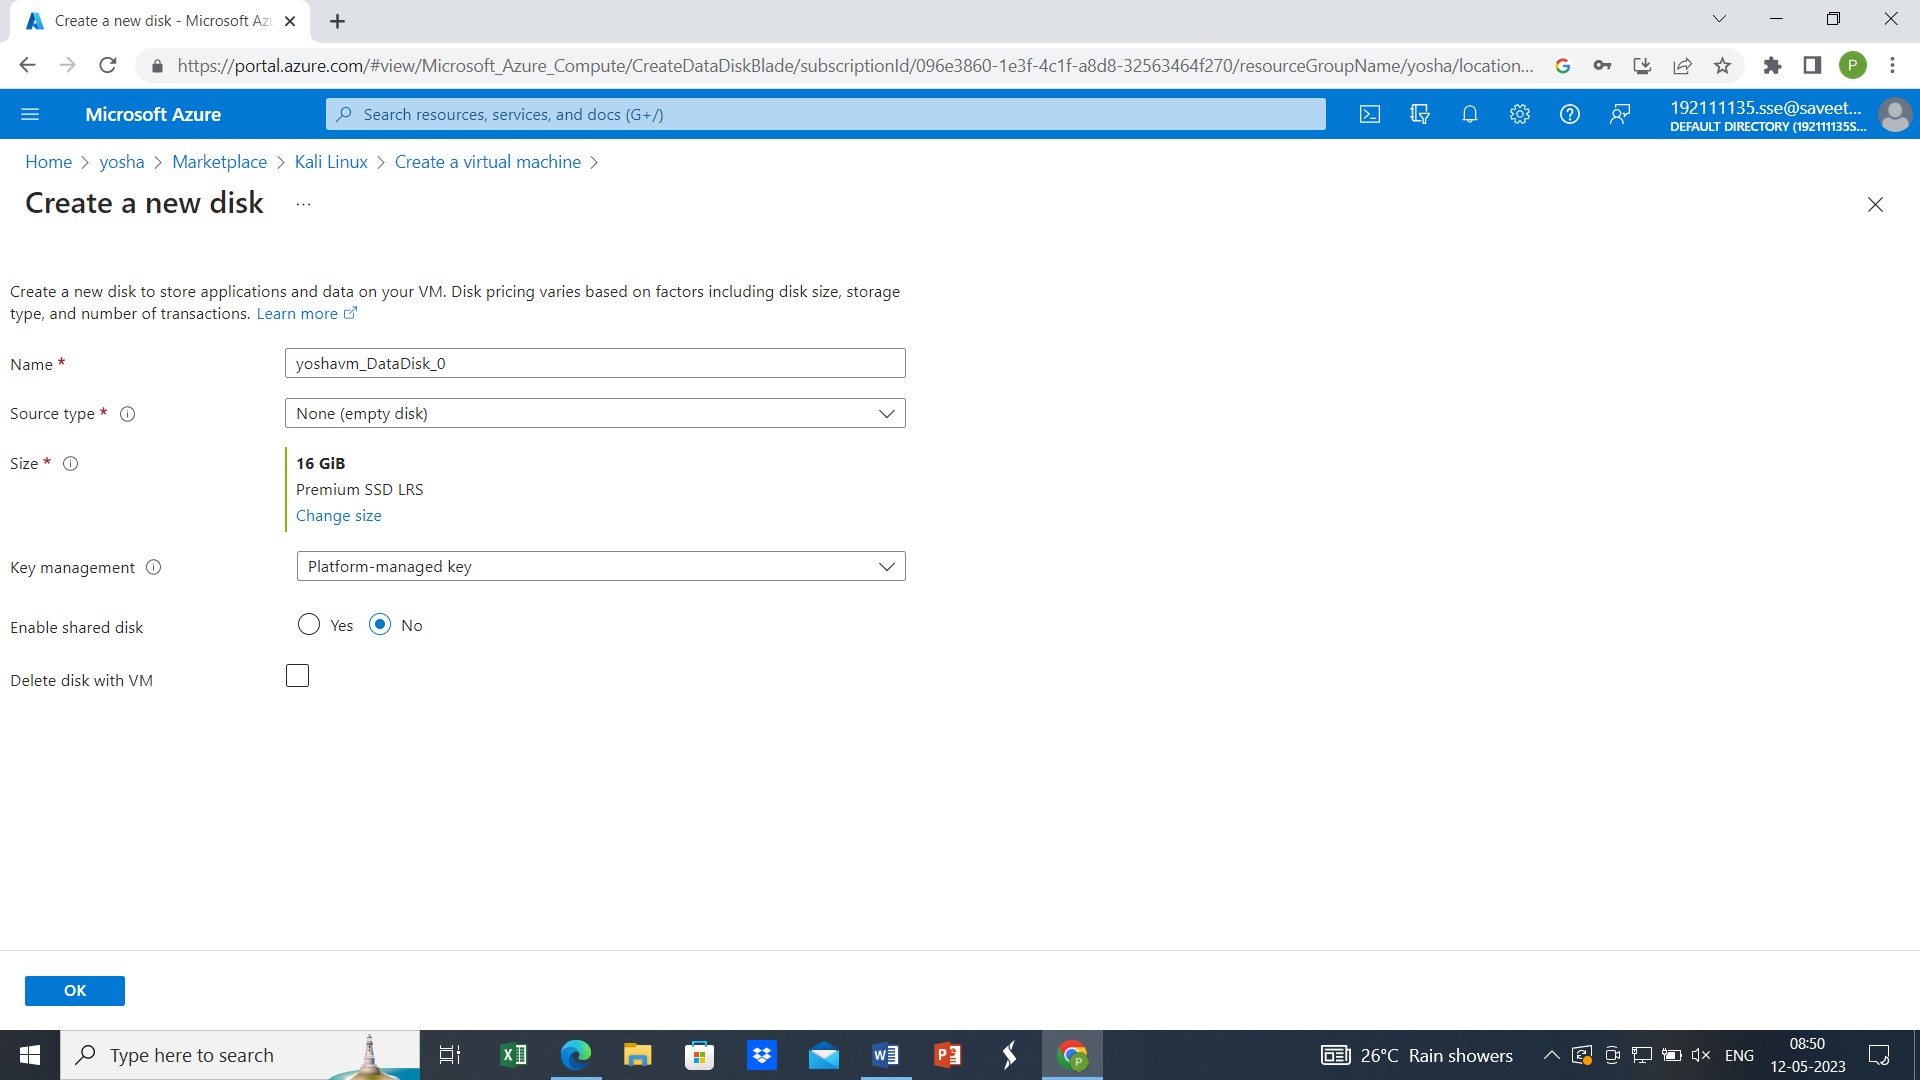 Create a new disk - Microsoft Az
https://portal.azure.com/#view/Microsoft_Azure_Compute/CreateDataDiskBlade/subscriptionId/096e3860-1e3f-4c1f-a8d8-32563464f270/resourceGroupName/yosha/location...
P
Microsoft Azure
Search resources, services, and docs (G+/)
192111135.sse@saveet...
DEFAULT DIRECTORY (192111135S...
Home > yosha > Marketplace > Kali Linux > Create a virtual machine >
Create a new disk ...
Create a new disk to store applications and data on your VM. Disk pricing varies based on factors including disk size, storage
type, and number of transactions. Learn more
Name * yoshavm_DataDisk_0
Source type * None (empty disk)
Size * 16 GiB
Premium SSD LRS
Change size
Key management Platform-managed key
Enable shared disk Yes No
Delete disk with VM
OK
Type here to search
26°C Rain showers
ENG
08:50
12-05-2023